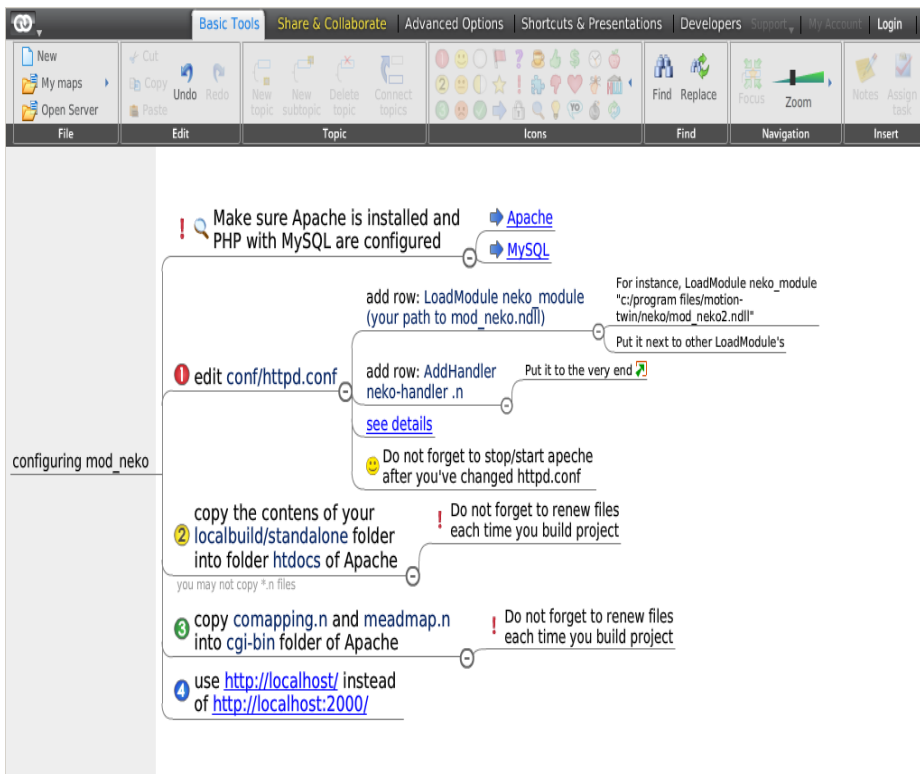 Basic Tools
Share & Collaborate
Advanced Options
Shortcuts & Presentations
Developers
Support
My Account
Login
New
My maps
Open Server
File
Cut
Copy
Paste
Undo
Redo
Edit
New
topic
New
subtopic
Delete
topic
Connect
topics
Topic
Icons
Find
Replace
Find
Focus
Zoom
Navigation
Notes
Assign
task
Insert
configuring mod_neko
! Make sure Apache is installed and
PHP with MySQL are configured
Apache
MySQL
1 edit conf/httpd.conf
add row: LoadModule neko_module
(your path to mod_neko.ndll)
For instance, LoadModule neko_module
"c:/program files/motion-
twin/neko/mod_neko2.ndll"
Put it next to other LoadModule's
add row: AddHandler
neko-handler .n
Put it to the very end
see details
Do not forget to stop/start apeche
after you've changed httpd.conf
2 copy the contens of your
localbuild/standalone folder
into folder htdocs of Apache
you may not copy *.n files
! Do not forget to renew files
each time you build project
3 copy comapping.n and meadmap.n
into cgi-bin folder of Apache
! Do not forget to renew files
each time you build project
4 use http://localhost/ instead
of http://localhost:2000/